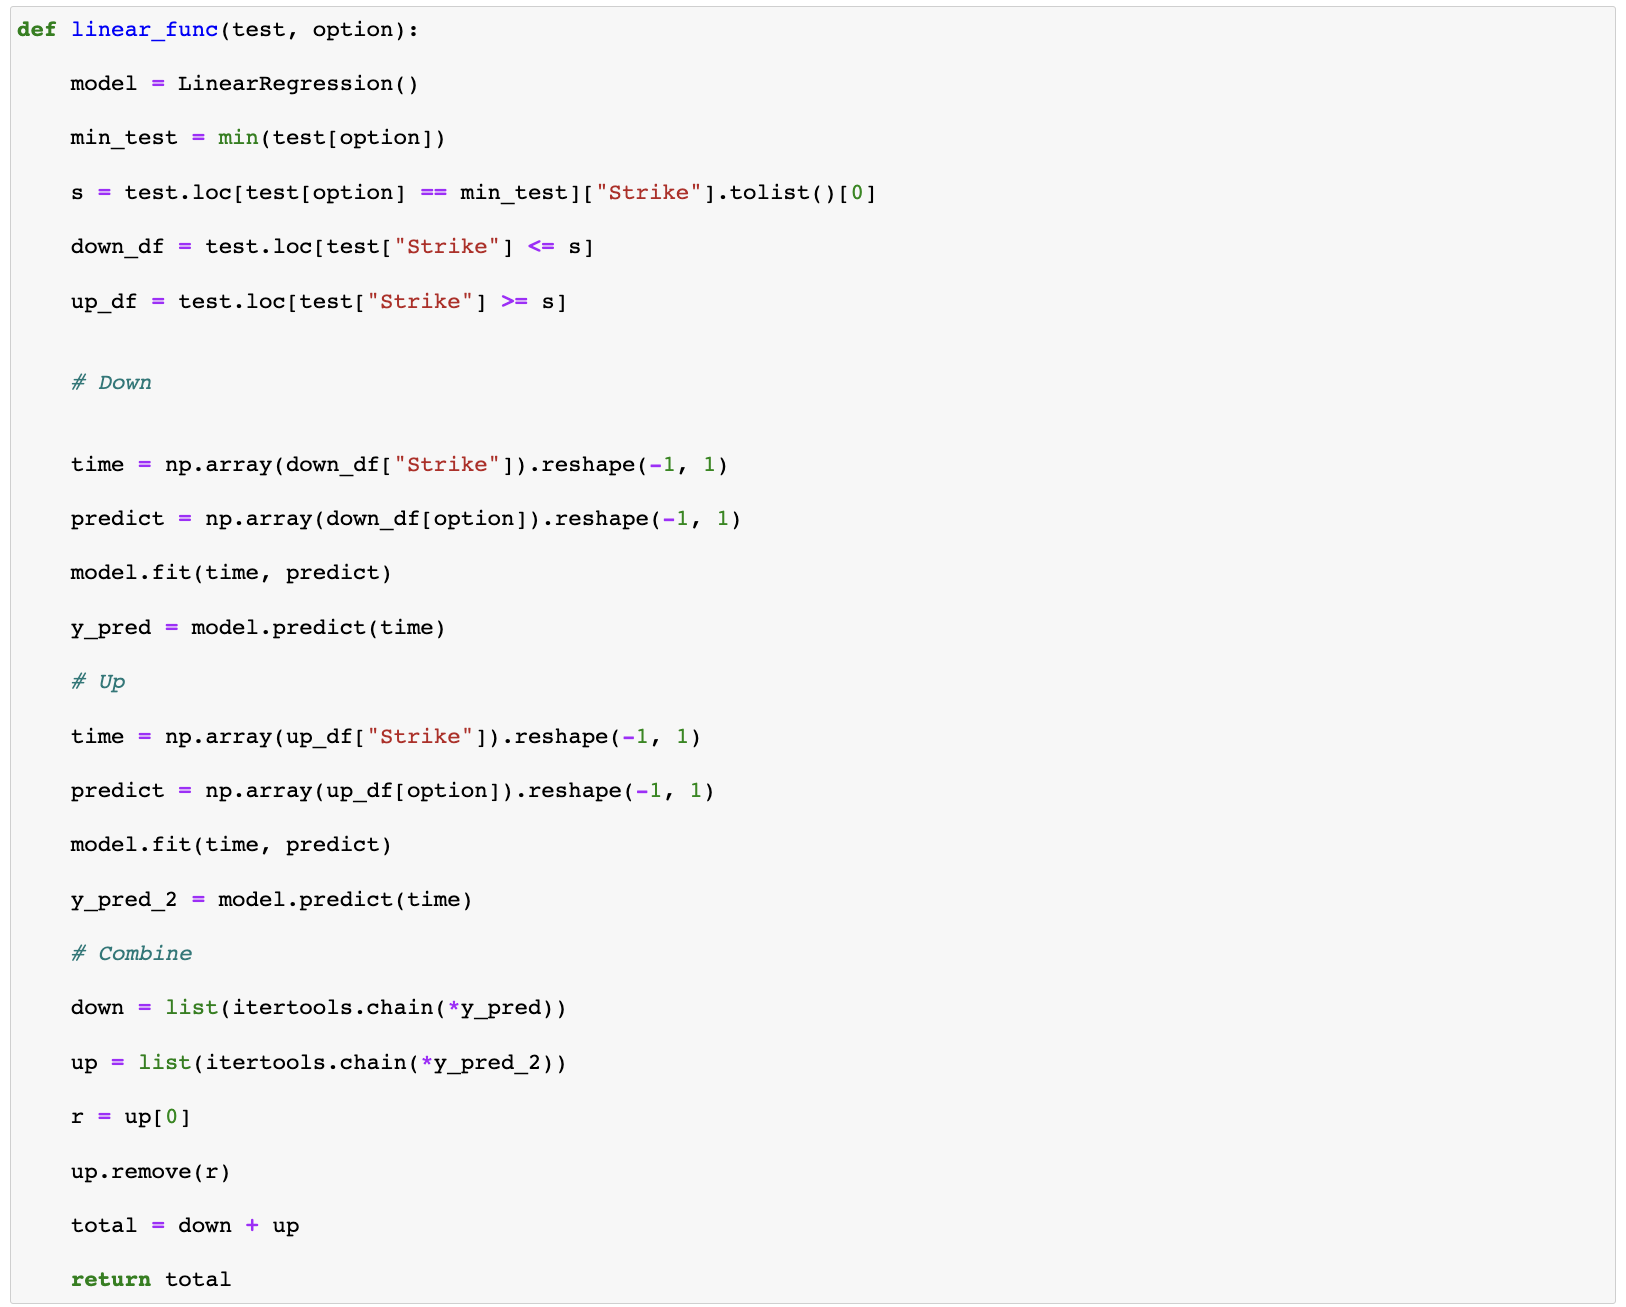 def linear_func(test, option):
    model = LinearRegression()
    min_test = min(test[option])
    s = test.loc[test[option] == min_test]["Strike"].tolist()[0]
    down_df = test.loc[test["Strike"] <= s]
    up_df = test.loc[test["Strike"] >= s]
    # Down
    time = np.array(down_df["Strike"]).reshape(-1, 1)
    predict = np.array(down_df[option]).reshape(-1, 1)
    model.fit(time, predict)
    y_pred = model.predict(time)
    # Up
    time = np.array(up_df["Strike"]).reshape(-1, 1)
    predict = np.array(up_df[option]).reshape(-1, 1)
    model.fit(time, predict)
    y_pred_2 = model.predict(time)
    # Combine
    down = list(itertools.chain(*y_pred))
    up = list(itertools.chain(*y_pred_2))
    r = up[0]
    up.remove(r)
    total = down + up
    return total